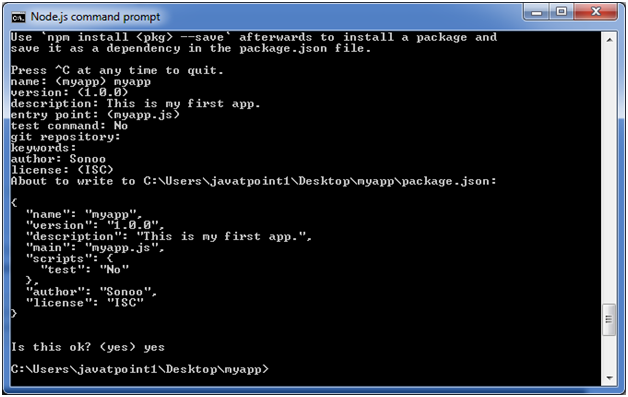 Node.js command prompt
Use `npm install <pkg> --save` afterwards to install a package and
save it as a dependency in the package.json file.
Press ^C at any time to quit.
name: (myapp) myapp
version: (1.0.0)
description: This is my first app.
entry point: (myapp.js)
test command: No
git repository:
keywords:
author: Sonoo
license: (ISC)
About to write to C:\Users\javatpoint1\Desktop\myapp\package.json:
{
  "name": "myapp",
  "version": "1.0.0",
  "description": "This is my first app.",
  "main": "myapp.js",
  "scripts": {
    "test": "No"
  },
  "author": "Sonoo",
  "license": "ISC"
}
Is this ok? (yes) yes
C:\Users\javatpoint1\Desktop\myapp>